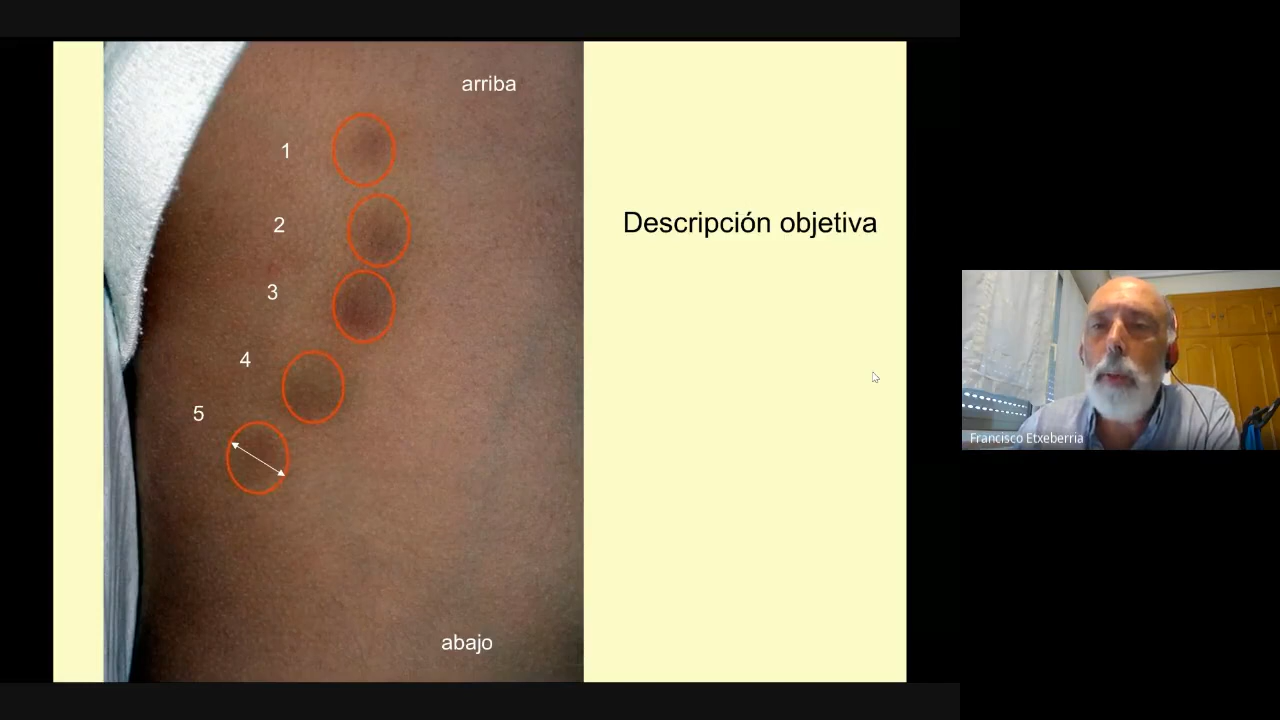 arriba
1
2
Descripción objetiva
3
4
5
Francisco Etxeberria
abajo